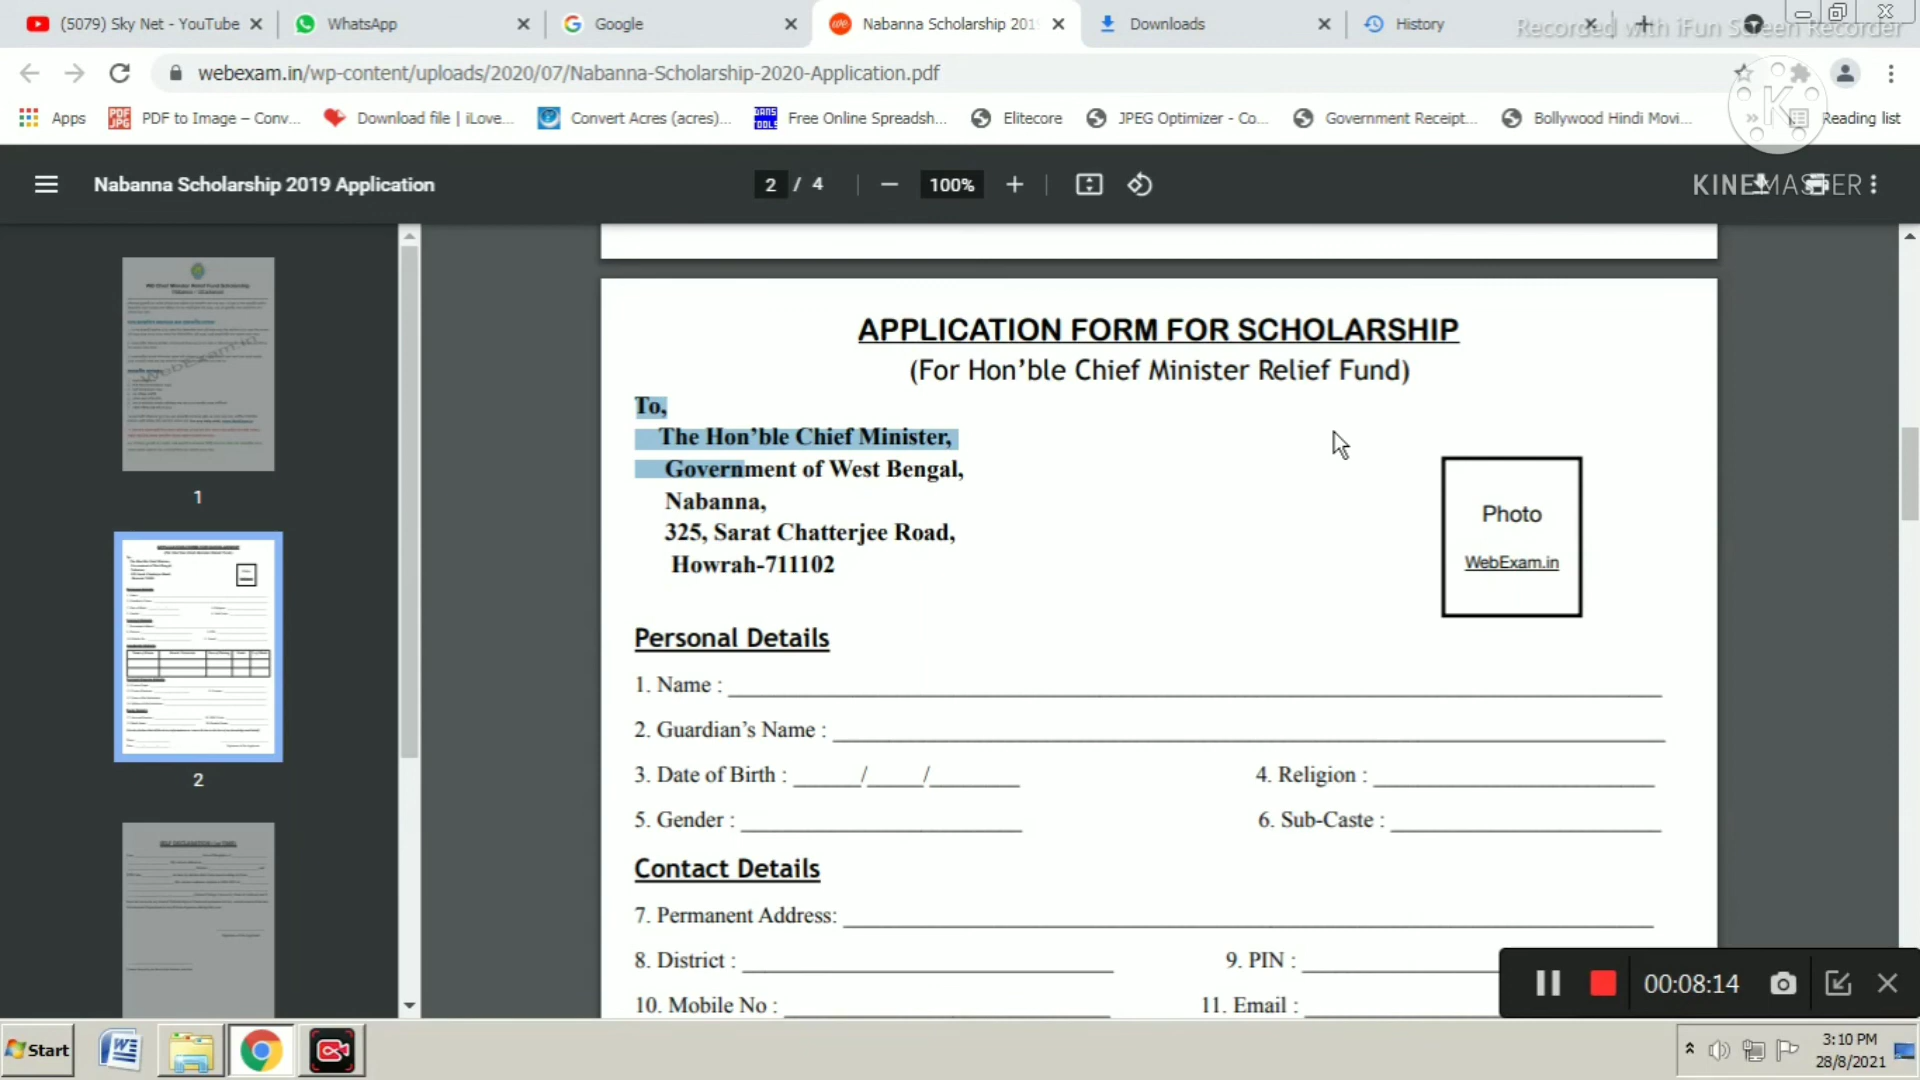 (5079) Sky Net - YouTube
WhatsApp
Google
Nabanna Scholarship 201
Downloads
History
Recorded with iFun Screen Recorder
webexam.in/wp-content/uploads/2020/07/Nabanna-Scholarship-2020-Application.pdf
Apps
PDF to Image – Conv...
Download file | iLove...
Convert Acres (acres)...
Free Online Spreadsh...
Elitecore
JPEG Optimizer - Co...
Government Receipt...
Bollywood Hindi Movi...
»
Reading list
K
Nabanna Scholarship 2019 Application
2 / 4
100%
KINEMASTER
1
2
APPLICATION FORM FOR SCHOLARSHIP
(For Hon’ble Chief Minister Relief Fund)
To,
The Hon’ble Chief Minister,
Government of West Bengal,
Nabanna,
325, Sarat Chatterjee Road,
Howrah-711102
Photo
WebExam.in
Personal Details
1. Name :
2. Guardian’s Name :
3. Date of Birth : ______/_____/________
4. Religion :
5. Gender :
6. Sub-Caste :
Contact Details
7. Permanent Address:
8. District :
9. PIN :
10. Mobile No :
11. Email :
00:08:14
Start
3:10 PM
28/8/2021